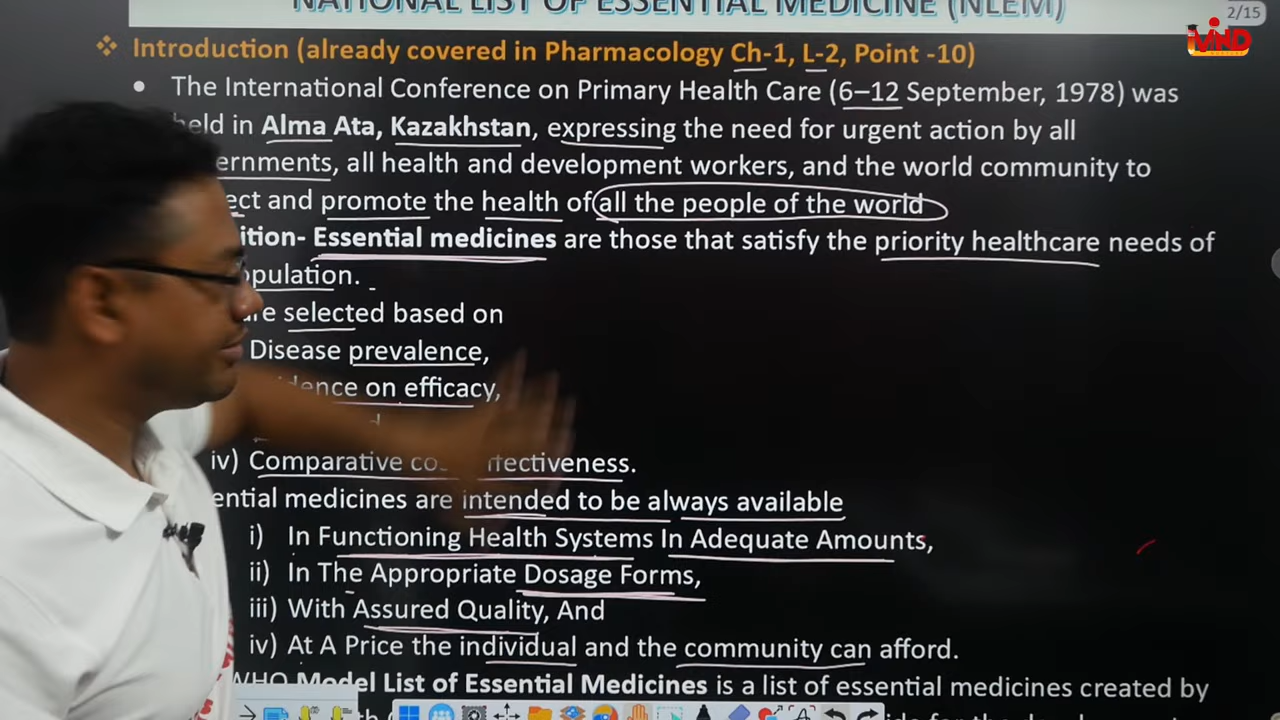 NATIONAL LIST OF ESSENTIAL MEDICINE (NLEM)
2/15
iMND
❖ Introduction (already covered in Pharmacology Ch-1, L-2, Point -10)
• The International Conference on Primary Health Care (6–12 September, 1978) was
held in Alma Ata, Kazakhstan, expressing the need for urgent action by all
ernments, all health and development workers, and the world community to
ect and promote the health of all the people of the world
ition- Essential medicines are those that satisfy the priority healthcare needs of
opulation.
are selected based on
Disease prevalence,
idence on efficacy,
iv) Comparative co ffectiveness.
ential medicines are intended to be always available
i) In Functioning Health Systems In Adequate Amounts,
ii) In The Appropriate Dosage Forms,
iii) With Assured Quality, And
iv) At A Price the individual and the community can afford.
WHO Model List of Essential Medicines is a list of essential medicines created by